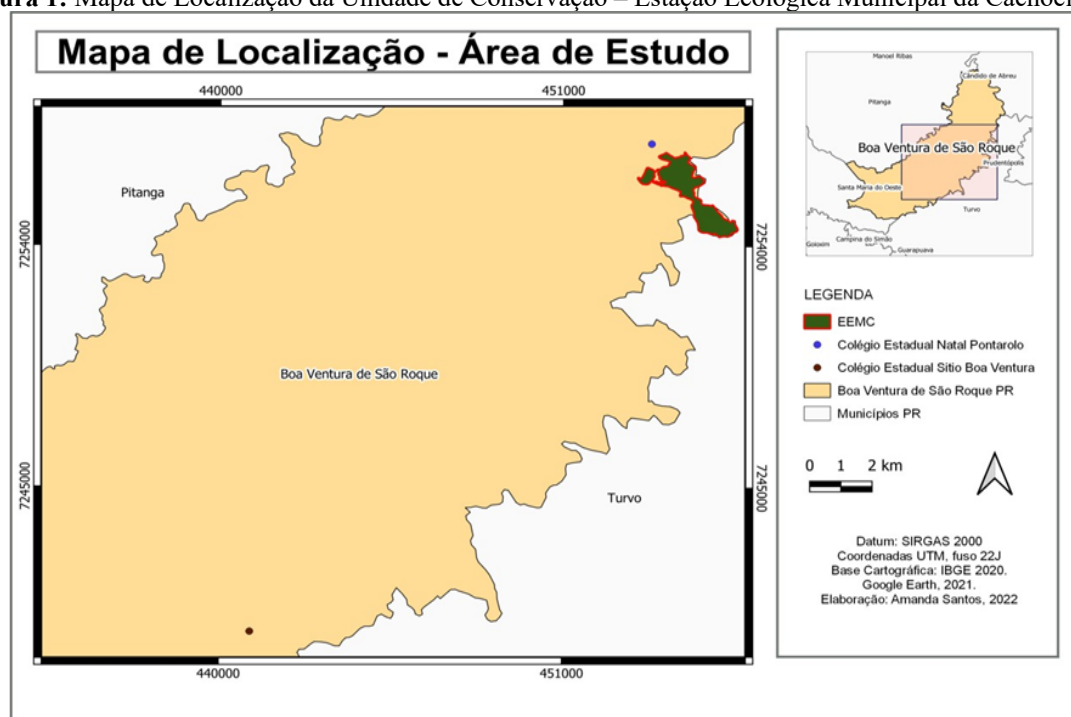 ura 1: Mapa de Localização da Unidade de Conservação – Estação Ecológica Municipal da Cachoei
Mapa de Localização - Área de Estudo
440000
451000
7254000
7254000
7245000
7245000
440000
451000
Pitanga
Boa Ventura de São Roque
Turvo
Manoel Ribas
Cândido de Abreu
Pitanga
Boa Ventura de São Roque
Prudentópolis
Santa Maria do Oeste
Turvo
Campina do Simão
Goioxim
Guarapuava
LEGENDA
EEMC
Colégio Estadual Natal Pontarolo
Colégio Estadual Sitio Boa Ventura
Boa Ventura de São Roque PR
Municípios PR
0 1 2 km
Datum: SIRGAS 2000
Coordenadas UTM, fuso 22J
Base Cartográfica: IBGE 2020.
Google Earth, 2021.
Elaboração: Amanda Santos, 2022